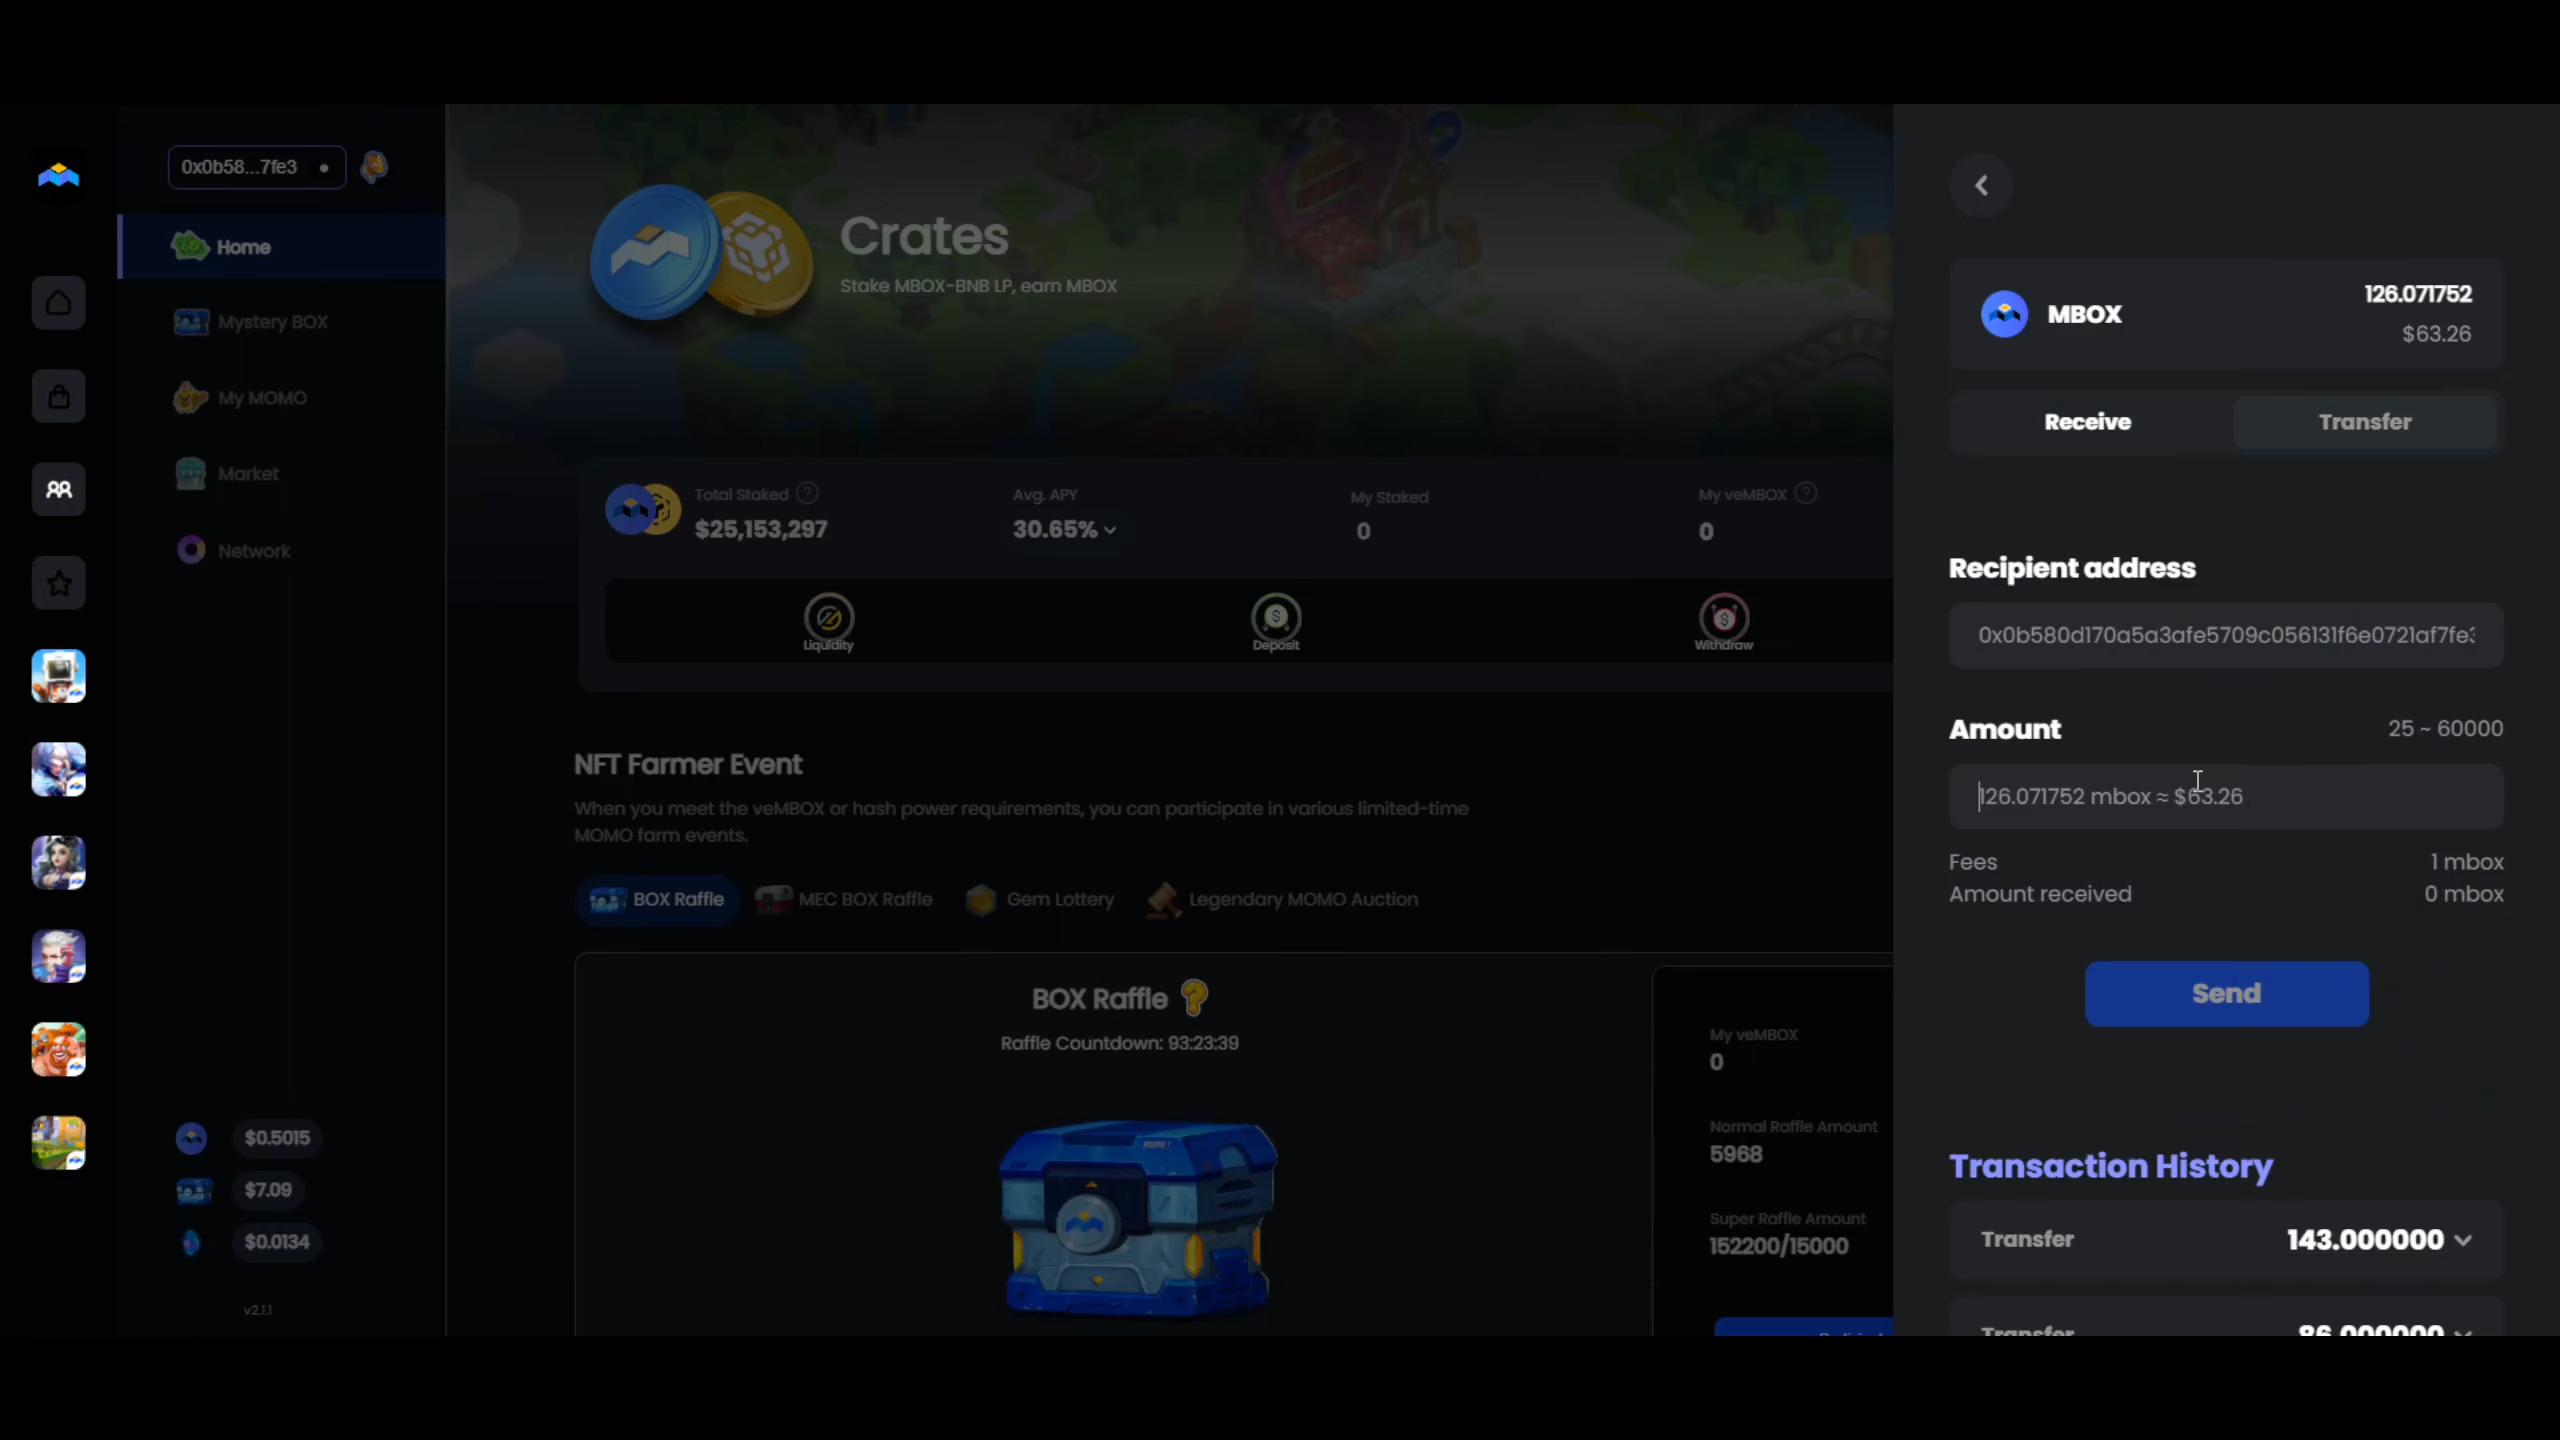 0x0b58...7fe3
Home
Mystery BOX
My MOMO
Market
Network
$0.5015
$7.09
$0.0134
v2.1.1
Crates
Stake MBOX-BNB LP, earn MBOX
Total Staked
$25,153,297
Avg. APY
30.65%
My Staked
0
My veMBOX
0
Liquidity
Deposit
Withdraw
NFT Farmer Event
When you meet the veMBOX or hash power requirements, you can participate in various limited-time
MOMO farm events.
BOX Raffle
MEC BOX Raffle
Gem Lottery
Legendary MOMO Auction
BOX Raffle
Raffle Countdown: 93:23:39
My veMBOX
0
Normal Raffle Amount
5968
Super Raffle Amount
152200/15000
MBOX
126.071752
$63.26
Receive
Transfer
Recipient address
0x0b580d170a5a3afe5709c056131f6e0721af7fe3
Amount
25 ~ 60000
126.071752 mbox ≈ $63.26
Fees
1 mbox
Amount received
0 mbox
Send
Transaction History
Transfer
143.000000
Transfer
86.000000